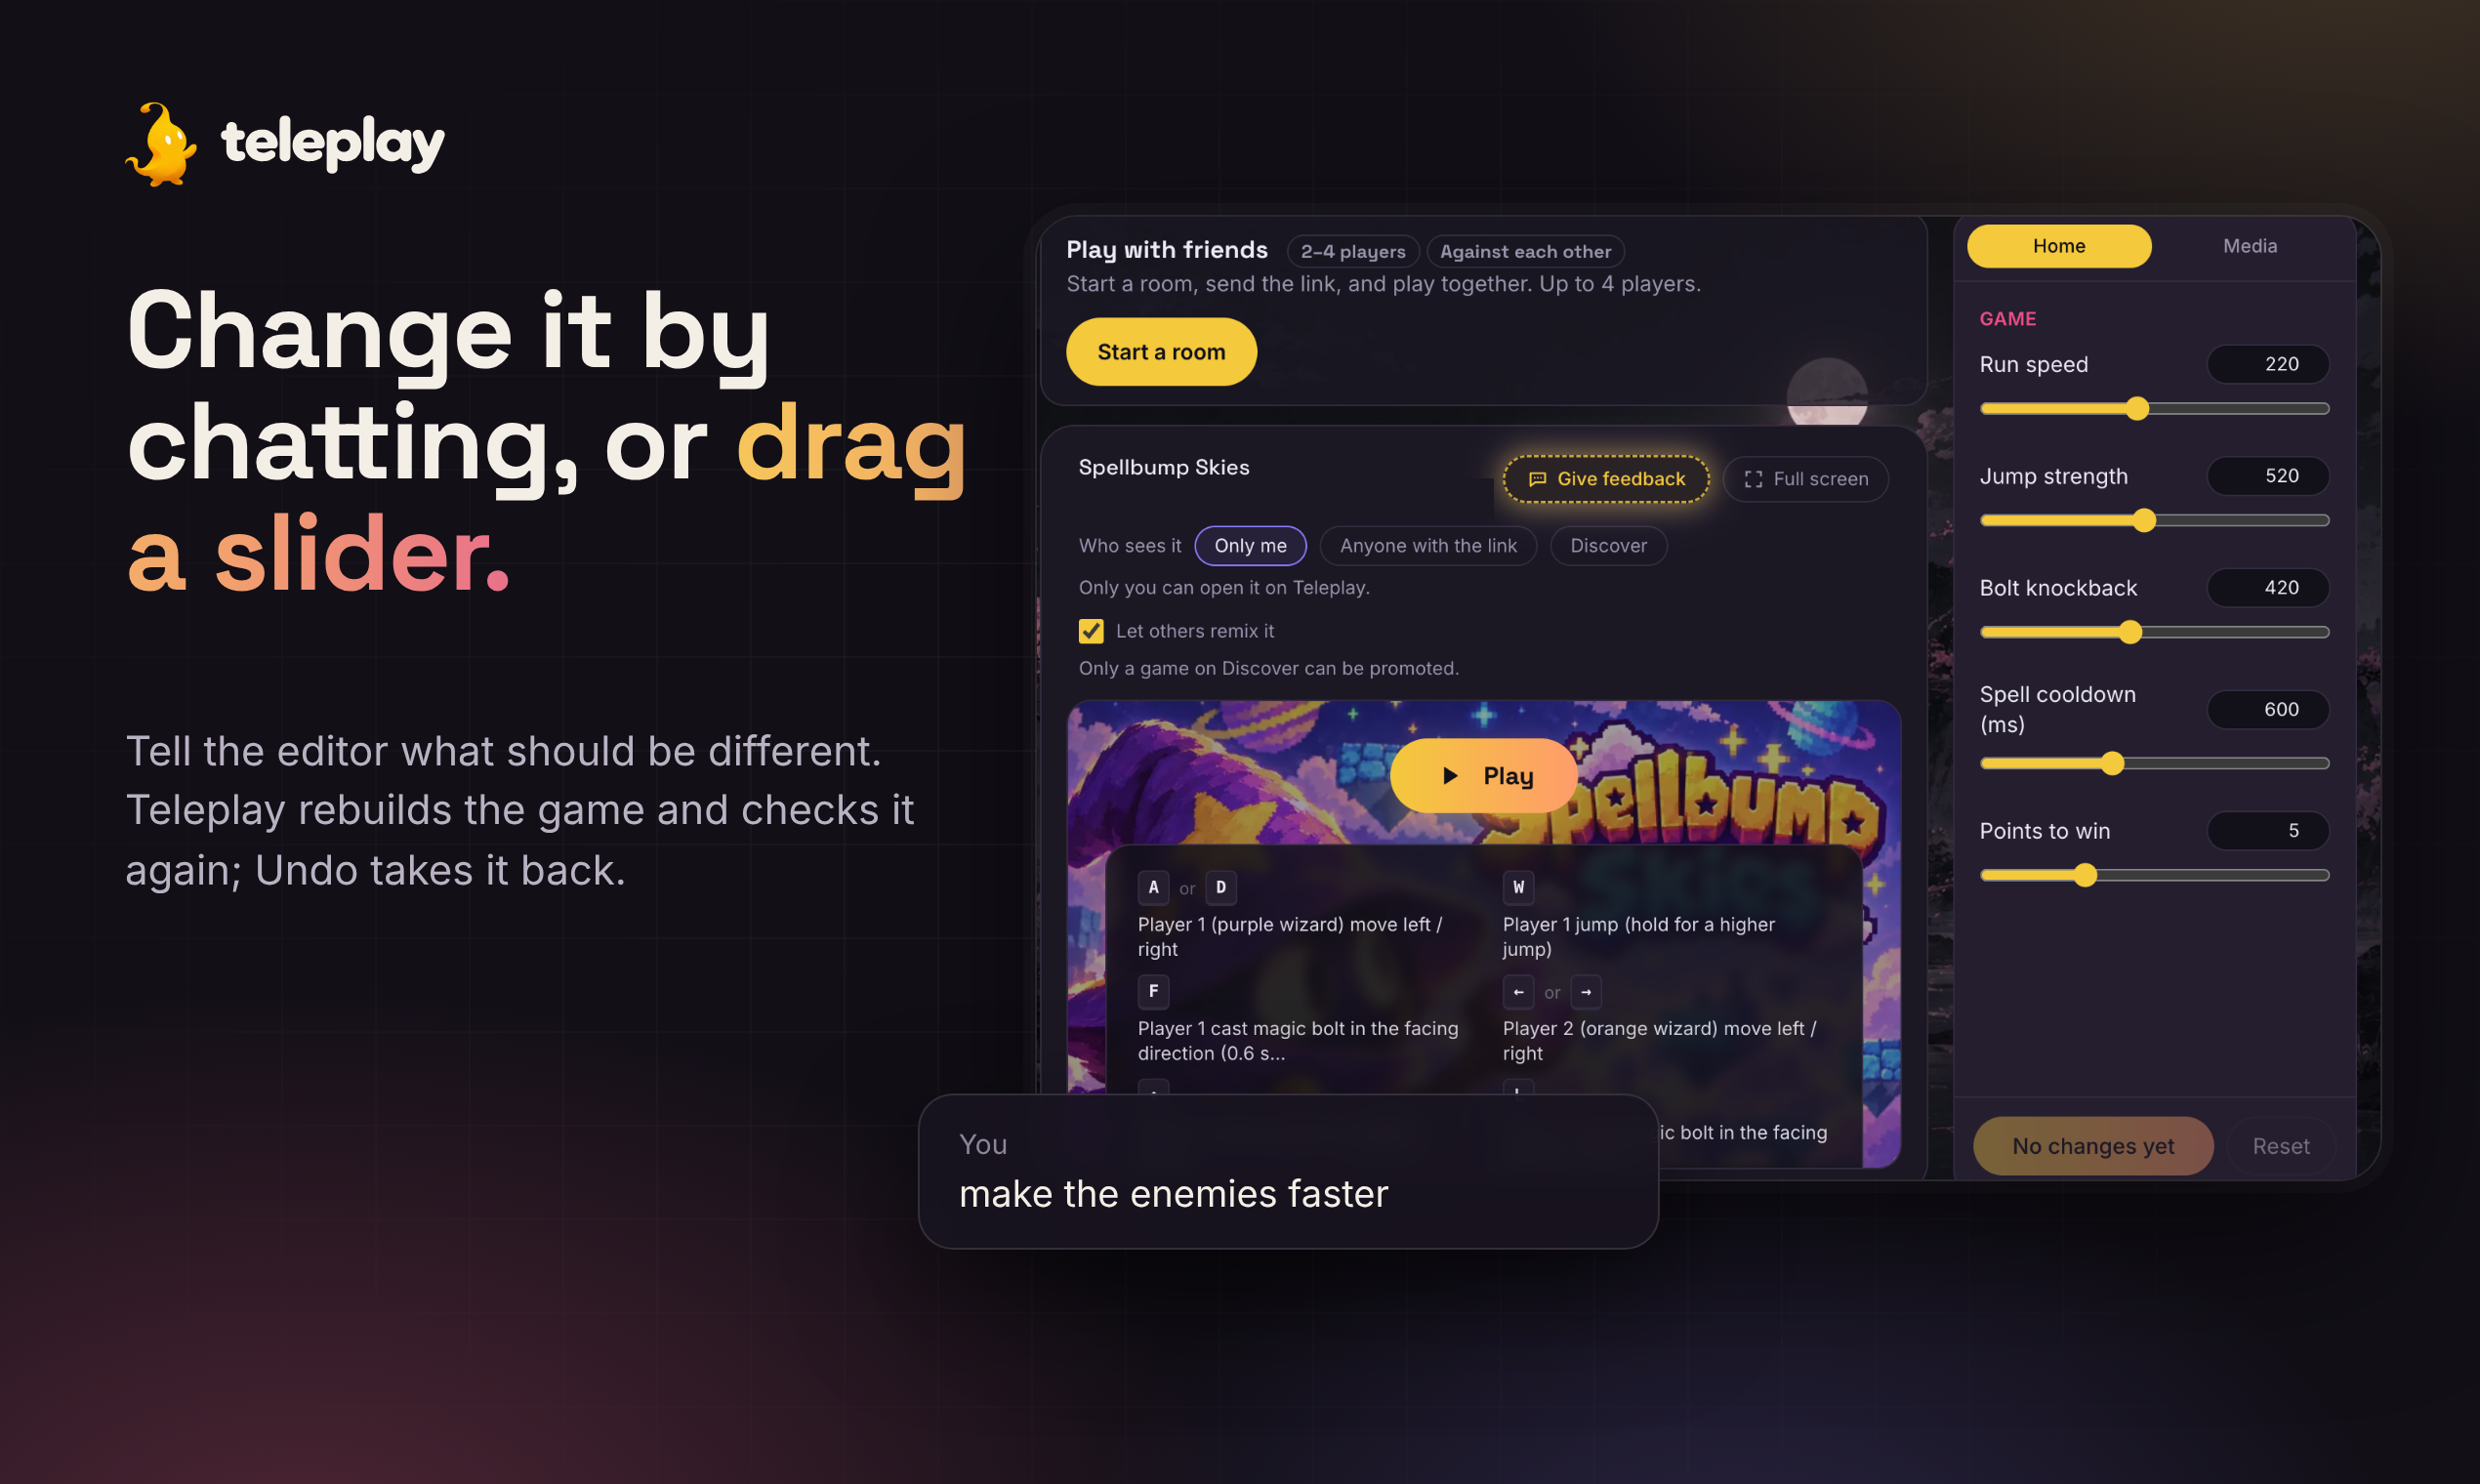 teleplay
Change it by
chatting, or drag
a slider.
Tell the editor what should be different.
Teleplay rebuilds the game and checks it
again; Undo takes it back.
Play with friends
2–4 players
Against each other
Start a room, send the link, and play together. Up to 4 players.
Start a room
Spellbump Skies
Give feedback
Full screen
Who sees it
Only me
Anyone with the link
Discover
Only you can open it on Teleplay.
Let others remix it
Only a game on Discover can be promoted.
Play
Spellbump
Skies
A or D
Player 1 (purple wizard) move left /
right
W
Player 1 jump (hold for a higher
jump)
F
Player 1 cast magic bolt in the facing
direction (0.6 s...
← or →
Player 2 (orange wizard) move left /
right
ic bolt in the facing
You
make the enemies faster
Home
Media
GAME
Run speed
220
Jump strength
520
Bolt knockback
420
Spell cooldown
(ms)
600
Points to win
5
No changes yet
Reset